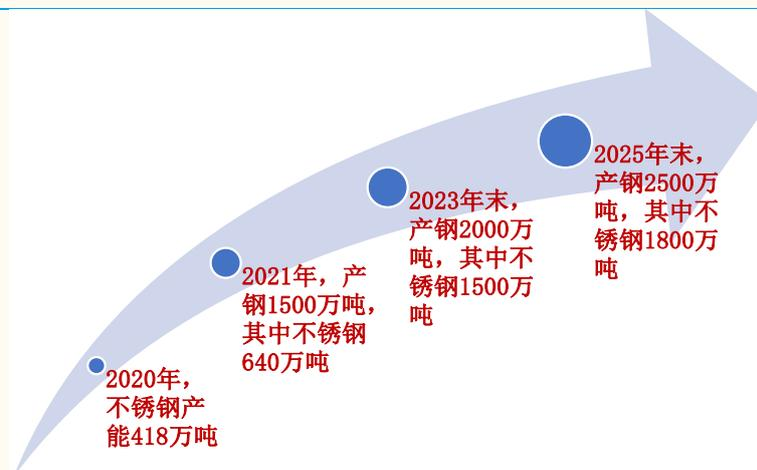 2020年，
不锈钢产
能418万吨
2021年，产
钢1500万吨，
其中不锈钢
640万吨
2023年末，
产钢2000万
吨，其中不
锈钢1500万
吨
2025年末，
产钢2500万
吨，其中不
锈钢1800万
吨